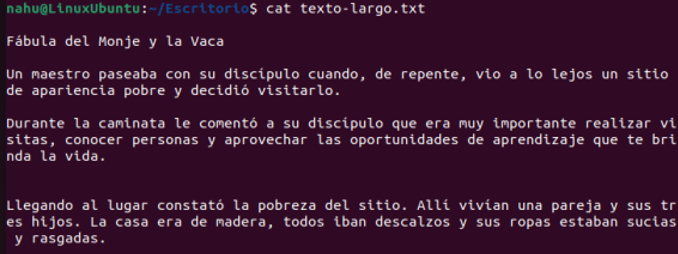 nahu@LinuxUbuntu:~/Escritorio$ cat texto-largo.txt
Fábula del Monje y la Vaca
Un maestro paseaba con su discípulo cuando, de repente, vio a lo lejos un sitio
de apariencia pobre y decidió visitarlo.
Durante la caminata le comentó a su discípulo que era muy importante realizar vi
sitas, conocer personas y aprovechar las oportunidades de aprendizaje que te bri
nda la vida.
Llegando al lugar constató la pobreza del sitio. Allí vivían una pareja y sus tr
es hijos. La casa era de madera, todos iban descalzos y sus ropas estaban sucias
 y rasgadas.